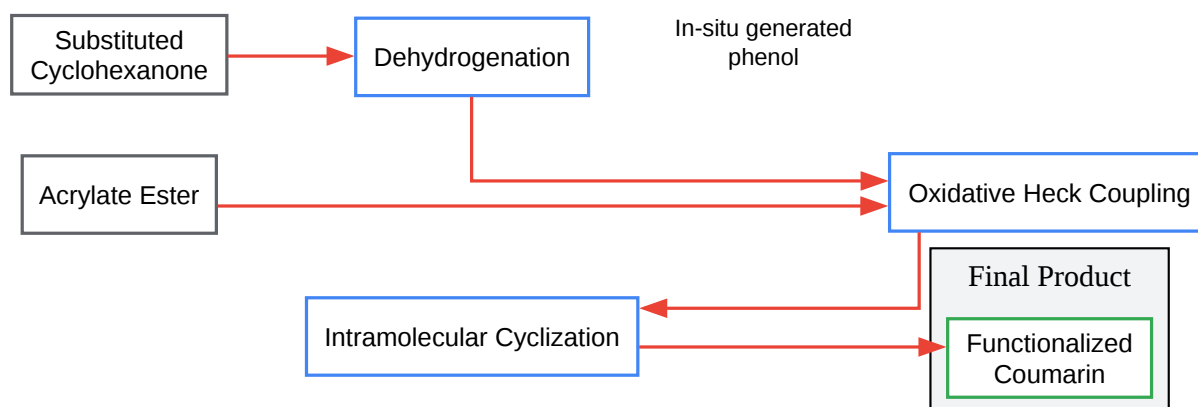 Substituted
Cyclohexanone
Dehydrogenation
In-situ generated
phenol
Acrylate Ester
Oxidative Heck Coupling
Final Product
Intramolecular Cyclization
Functionalized
Coumarin